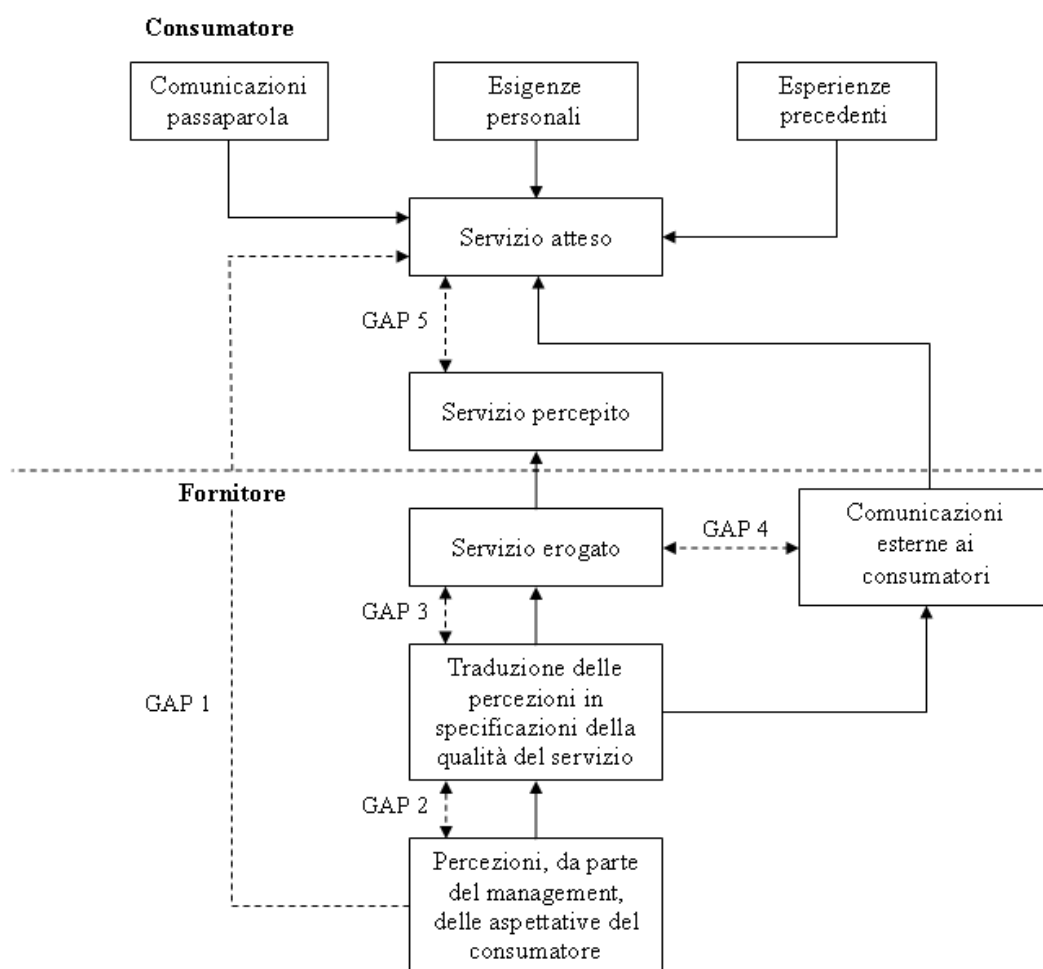 Consumatore
Comunicazioni
passaparola
Esigenze
personali
Esperienze
precedenti
Servizio atteso
GAP 5
Servizio percepito
Fornitore
Servizio erogato
GAP 4
Comunicazioni
esterne ai
consumatori
GAP 3
Traduzione delle
percezioni in
specificazioni della
qualità del servizio
GAP 1
GAP 2
Percezioni, da parte
del management,
delle aspettative del
consumatore